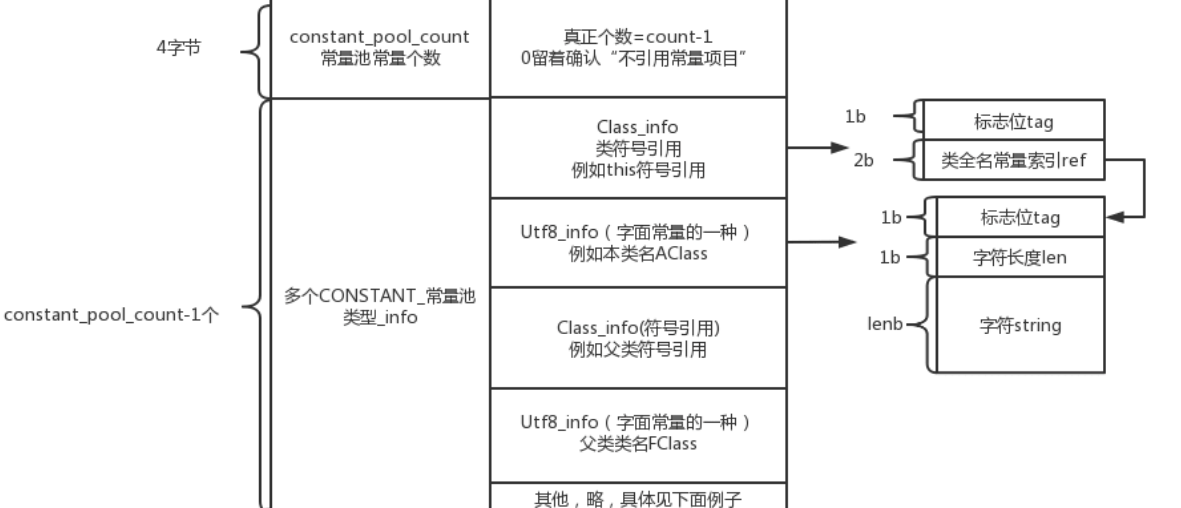 4字节
constant_pool_count
常量池常量个数
真正个数=count-1
0留着确认“不引用常量项目”
constant_pool_count-1个
多个CONSTANT_常量池
类型_info
Class_info
类符号引用
例如this符号引用
Utf8_info（字面常量的一种）
例如本类名AClass
Class_info(符号引用)
例如父类符号引用
Utf8_info（字面常量的一种）
父类类名FClass
其他，略，具体见下面例子
1b
标志位tag
2b
类全名常量索引ref
1b
标志位tag
1b
字符长度len
lenb
字符string